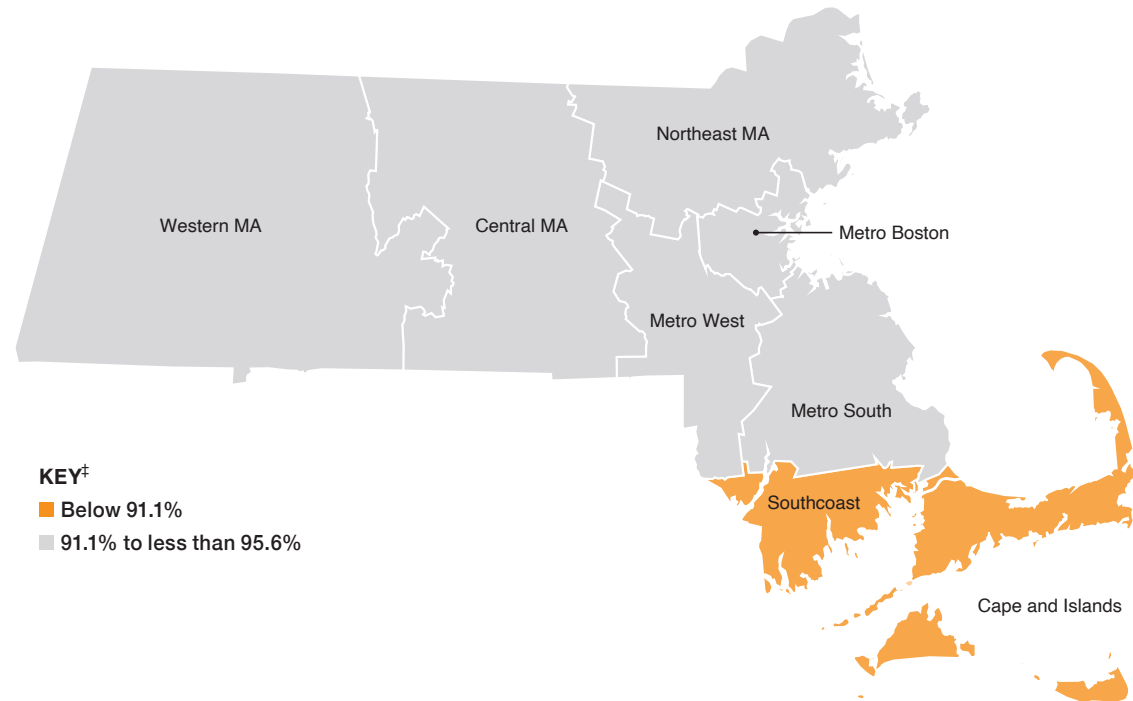 Northeast MA
Western MA
Central MA
Metro Boston
Metro West
Metro South
KEY‡
Below 91.1%
91.1% to less than 95.6%
Southcoast
Cape and Islands